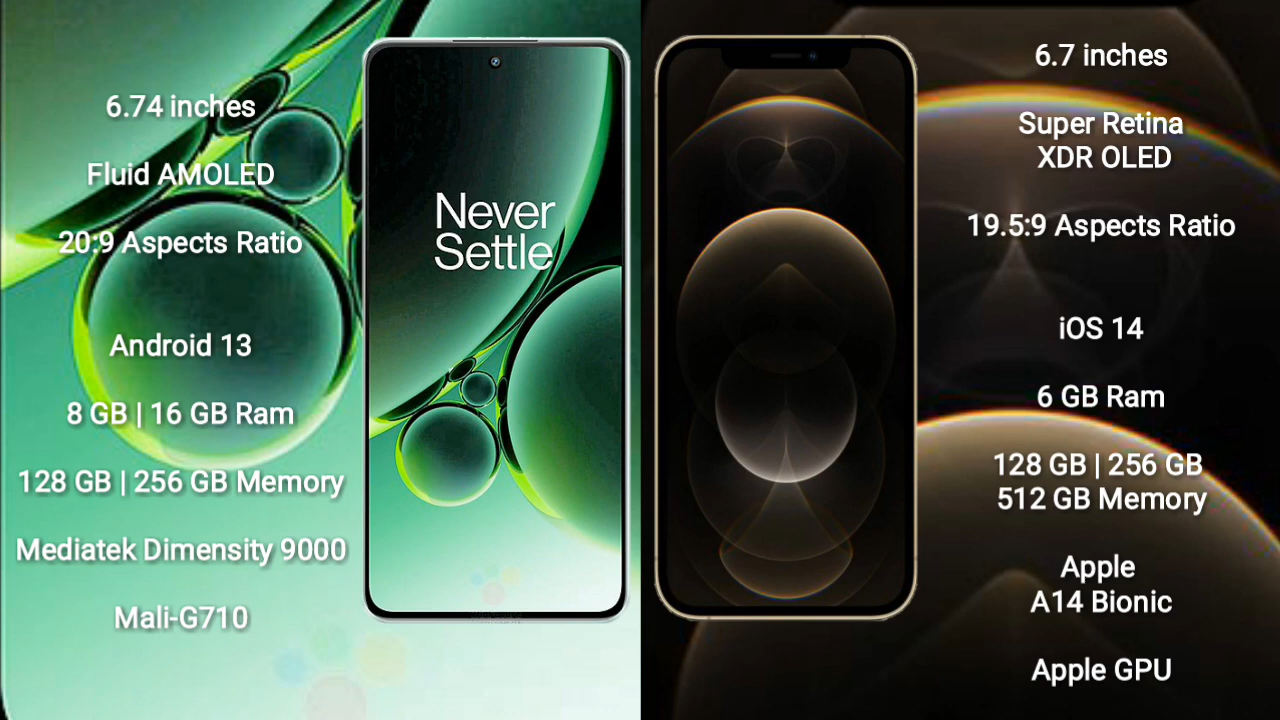 6.74 inches
Fluid AMOLED
20:9 Aspects Ratio
Android 13
8 GB | 16 GB Ram
128 GB | 256 GB Memory
Mediatek Dimensity 9000
Mali-G710
Never
Settle
6.7 inches
Super Retina
XDR OLED
19.5:9 Aspects Ratio
iOS 14
6 GB Ram
128 GB | 256 GB
512 GB Memory
Apple
A14 Bionic
Apple GPU